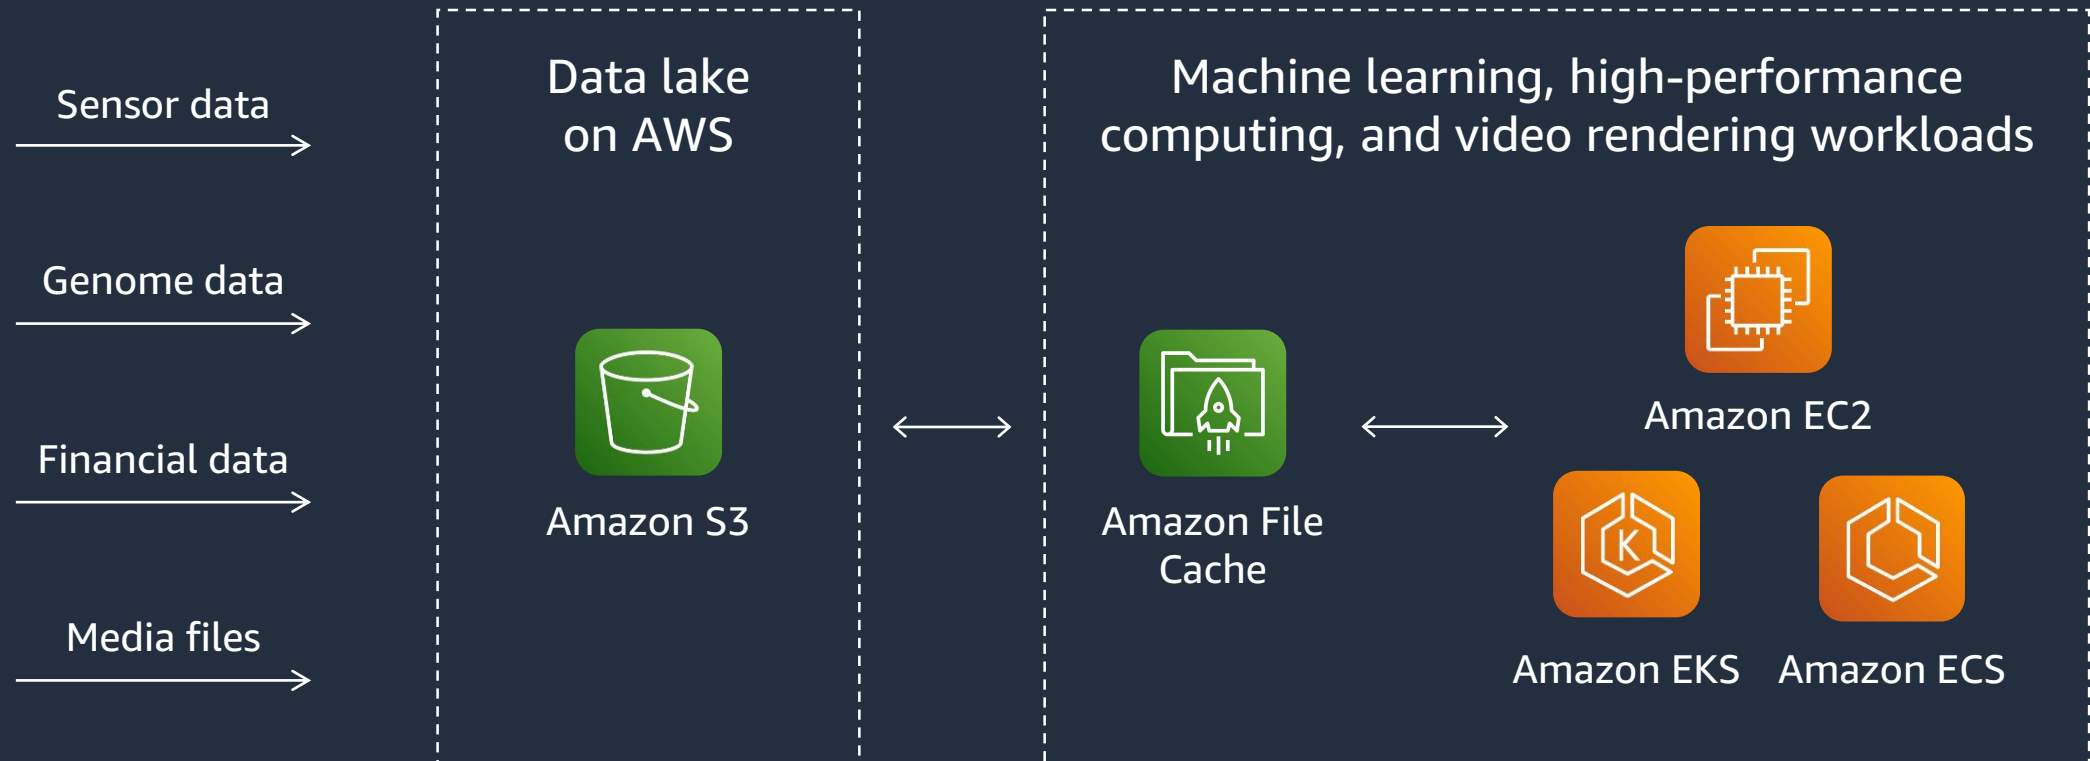 Sensor data
Genome data
Financial data
Media files
Data lake
on AWS
Amazon S3
Machine learning, high-performance
computing, and video rendering workloads
Amazon File
Cache
Amazon EC2
K
Amazon EKS
Amazon ECS